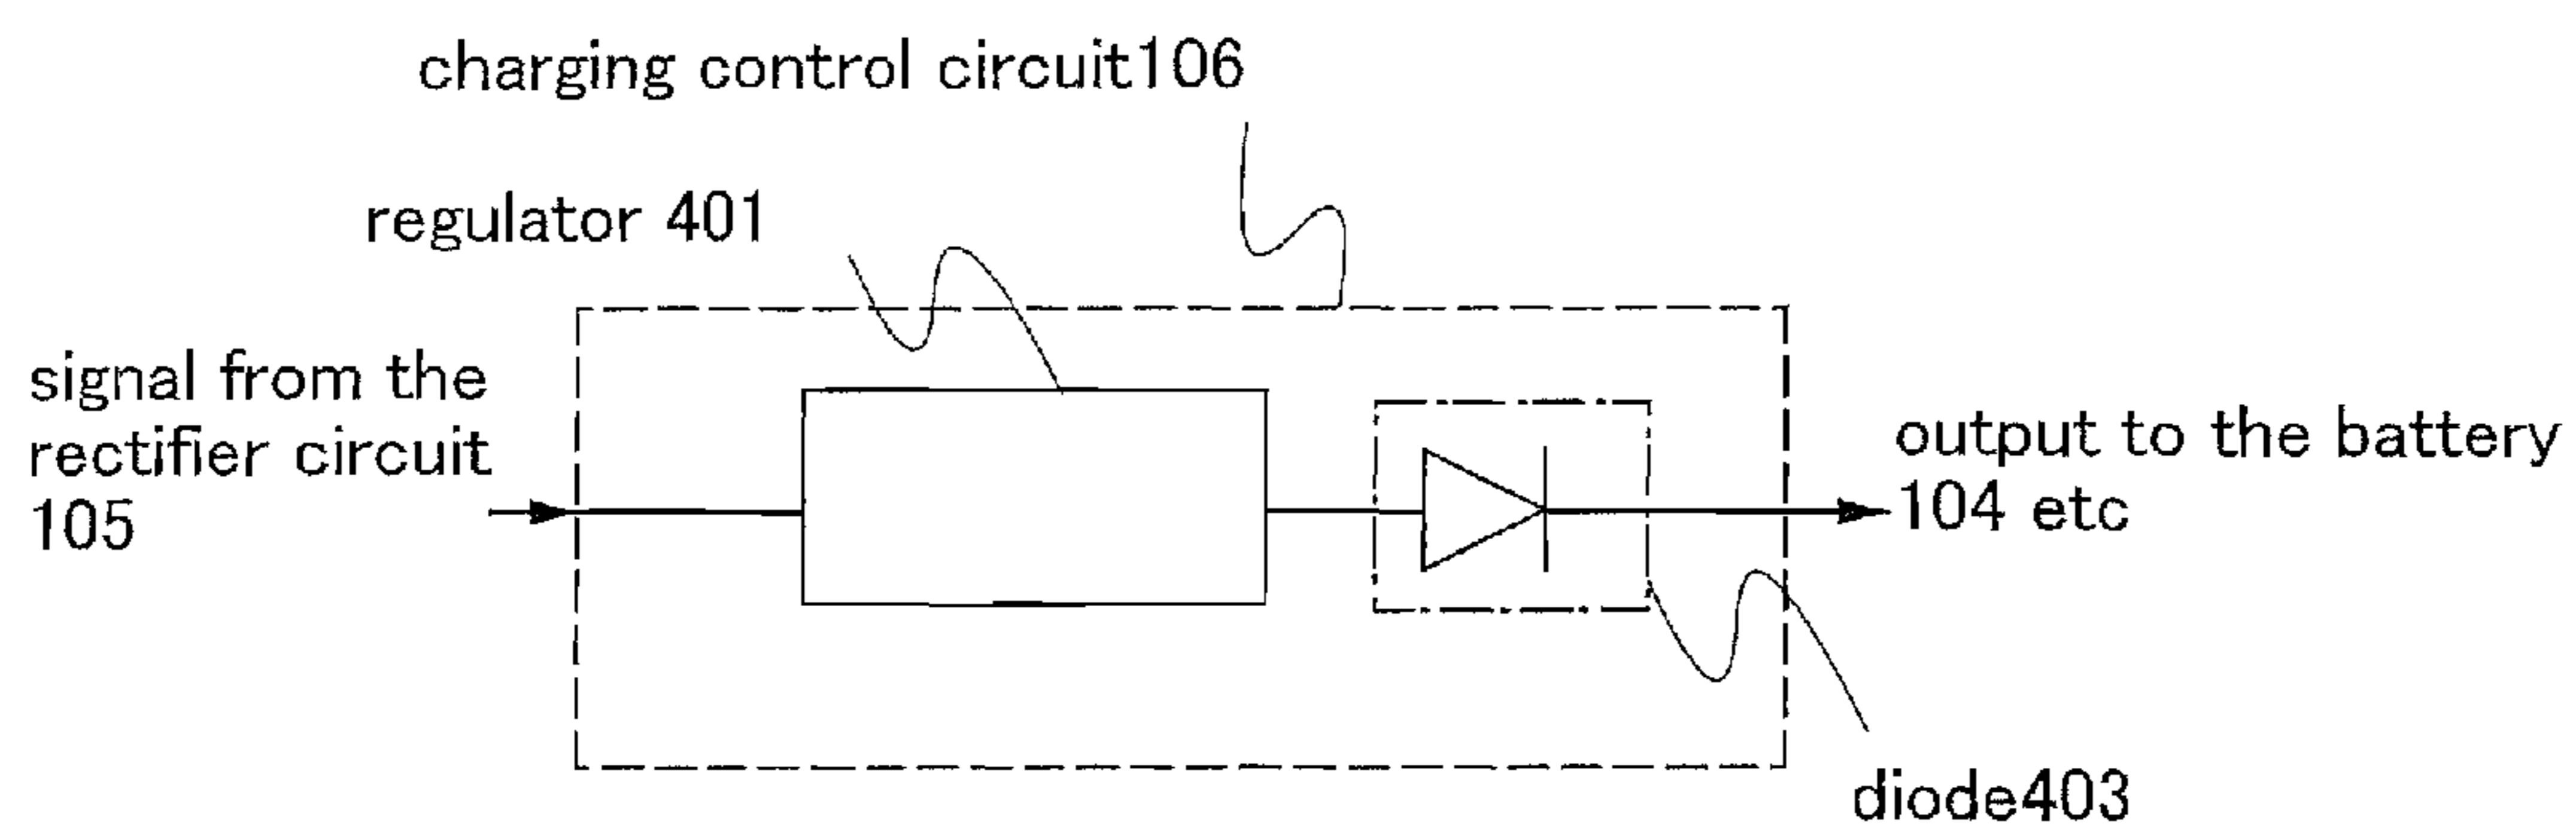 charging control circuit106
regulator 401
signal from the
rectifier circuit
105
output to the battery
104 etc
diode403